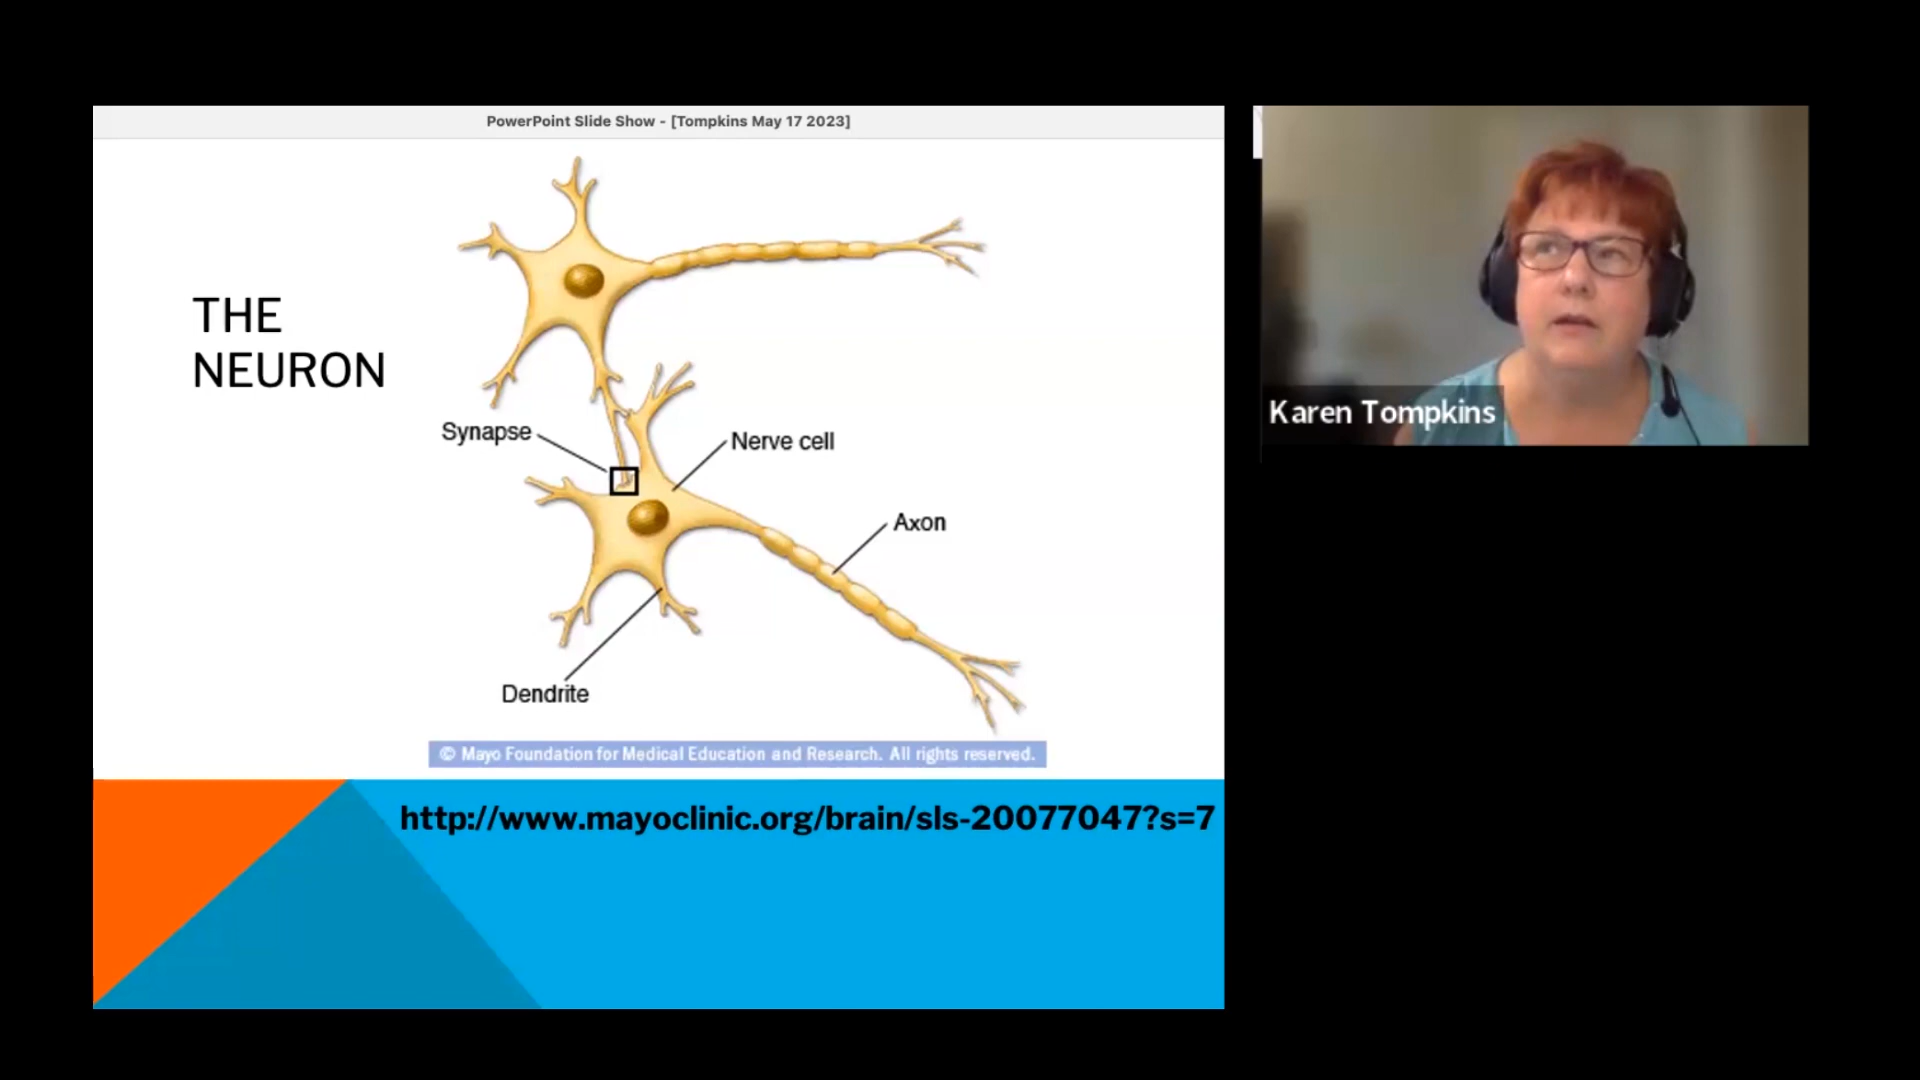 PowerPoint Slide Show - [Tompkins May 17 2023]
THE
NEURON
Synapse
Nerve cell
Axon
Dendrite
© Mayo Foundation for Medical Education and Research. All rights reserved.
http://www.mayoclinic.org/brain/sls-20077047?s=7
Karen Tompkins